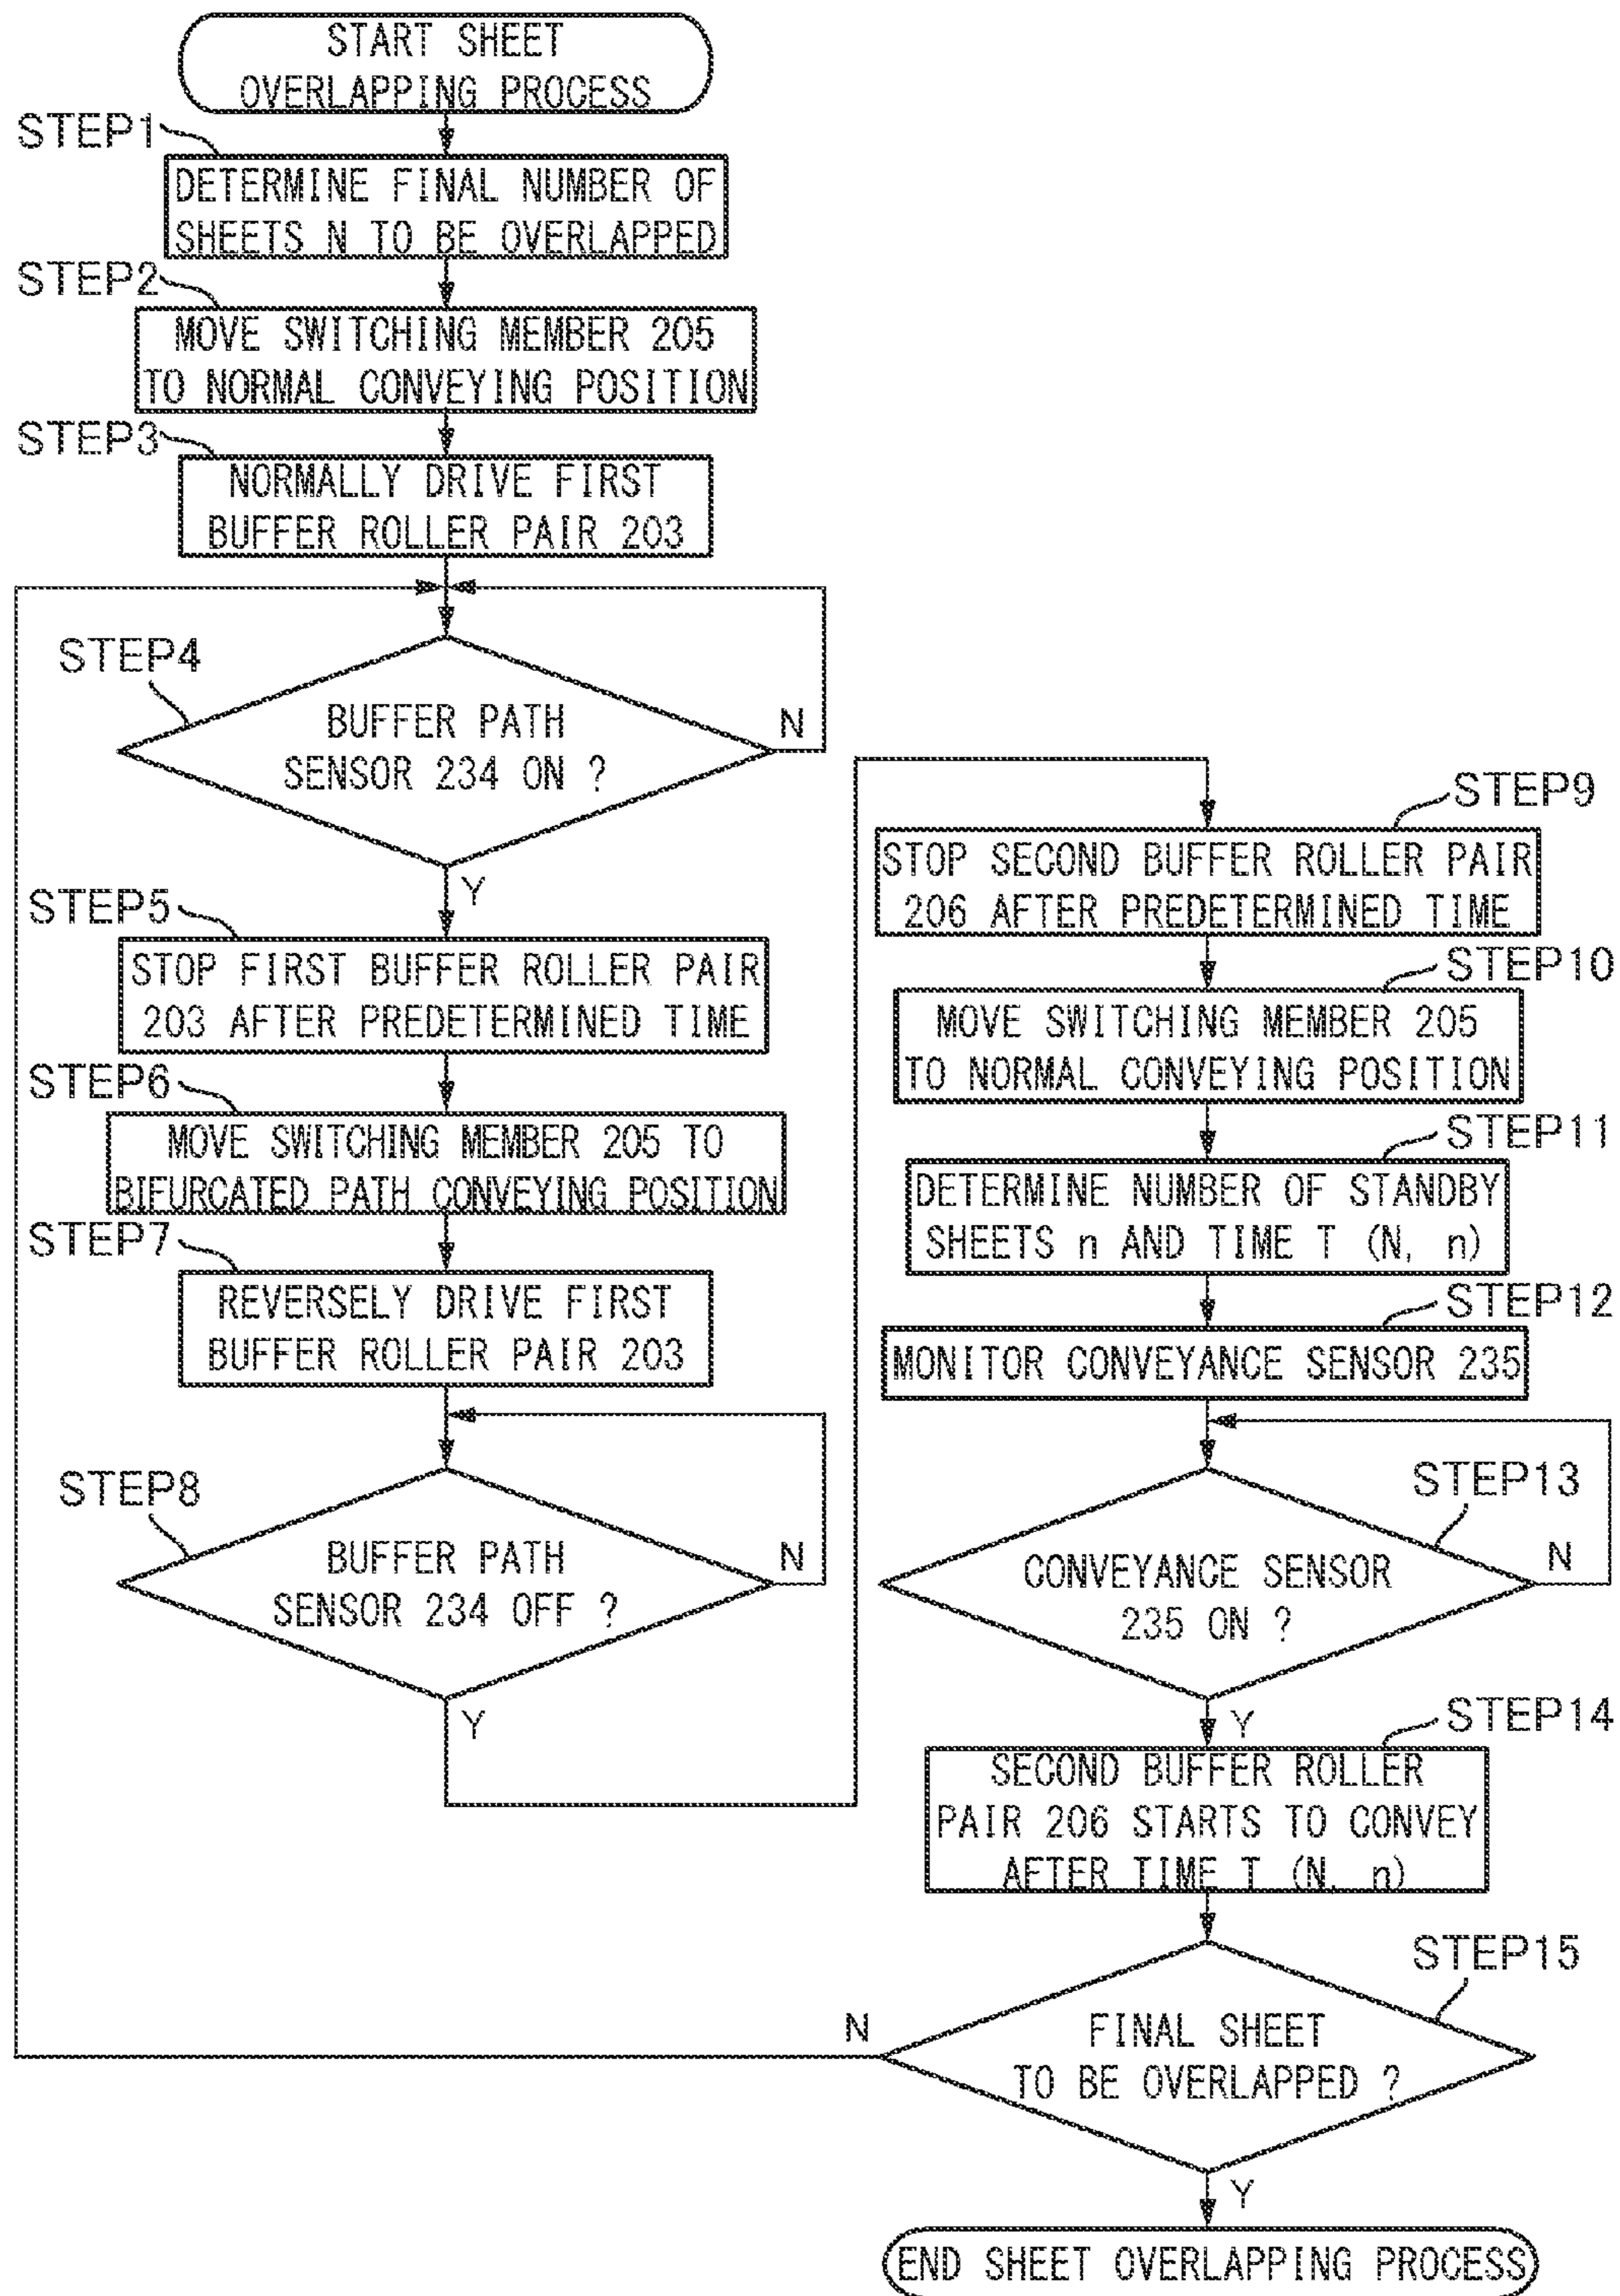 START SHEET
OVERLAPPING PROCESS
STEP1
DETERMINE FINAL NUMBER OF
SHEETS N TO BE OVERLAPPED
STEP2
MOVE SWITCHING MEMBER 205
TO NORMAL CONVEYING POSITION
STEP3
NORMALLY DRIVE FIRST
BUFFER ROLLER PAIR 203
STEP4
BUFFER PATH
SENSOR 234 ON ?
N
Y
STEP5
STOP FIRST BUFFER ROLLER PAIR
203 AFTER PREDETERMINED TIME
STEP6
MOVE SWITCHING MEMBER 205 TO
BIFURCATED PATH CONVEYING POSITION
STEP7
REVERSELY DRIVE FIRST
BUFFER ROLLER PAIR 203
STEP8
BUFFER PATH
SENSOR 234 OFF ?
N
Y
STEP9
STOP SECOND BUFFER ROLLER PAIR
206 AFTER PREDETERMINED TIME
STEP10
MOVE SWITCHING MEMBER 205
TO NORMAL CONVEYING POSITION
STEP11
DETERMINE NUMBER OF STANDBY
SHEETS n AND TIME T (N, n)
STEP12
MONITOR CONVEYANCE SENSOR 235
STEP13
CONVEYANCE SENSOR
235 ON ?
N
Y
STEP14
SECOND BUFFER ROLLER
PAIR 206 STARTS TO CONVEY
AFTER TIME T (N, n)
STEP15
FINAL SHEET
TO BE OVERLAPPED ?
N
Y
END SHEET OVERLAPPING PROCESS